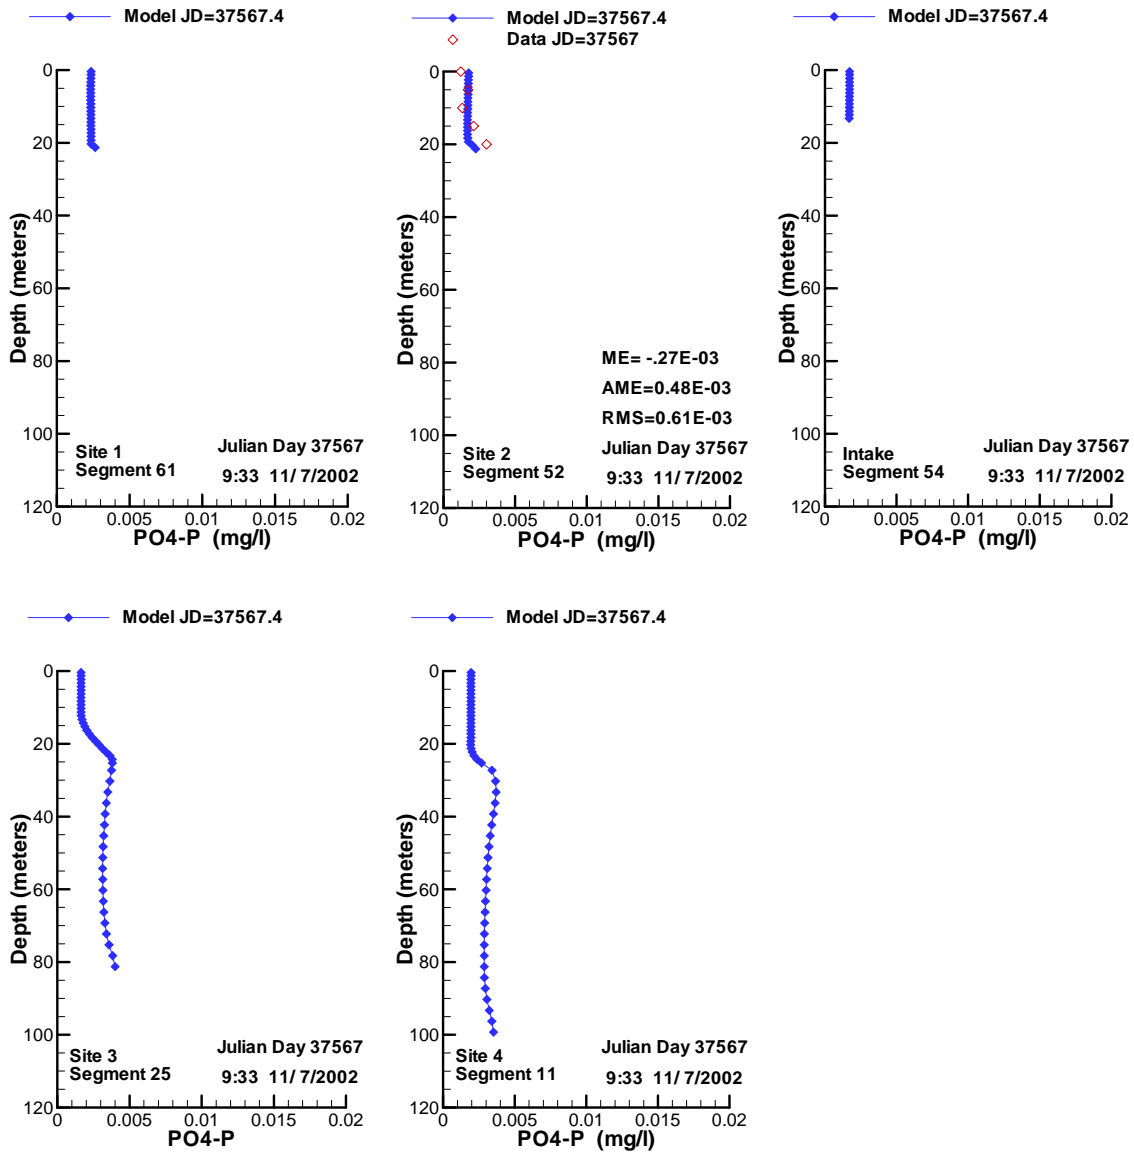 Model JD=37567.4
0
20
40
60
80
100
120
Depth (meters)
Site 1
Segment 61
Julian Day 37567
9:33 11/ 7/2002
0 0.005 0.01 0.015 0.02
PO4-P (mg/l)
Model JD=37567.4
Data JD=37567
0
20
40
60
80
100
120
Depth (meters)
ME= -.27E-03
AME=0.48E-03
RMS=0.61E-03
Site 2
Segment 52
Julian Day 37567
9:33 11/ 7/2002
0 0.005 0.01 0.015 0.02
PO4-P (mg/l)
Model JD=37567.4
0
20
40
60
80
100
120
Depth (meters)
Intake
Segment 54
Julian Day 37567
9:33 11/ 7/2002
0 0.005 0.01 0.015 0.02
PO4-P (mg/l)
Model JD=37567.4
0
20
40
60
80
100
120
Depth (meters)
Site 3
Segment 25
Julian Day 37567
9:33 11/ 7/2002
0 0.005 0.01 0.015 0.02
PO4-P
Model JD=37567.4
0
20
40
60
80
100
120
Depth (meters)
Site 4
Segment 11
Julian Day 37567
9:33 11/ 7/2002
0 0.005 0.01 0.015 0.02
PO4-P (mg/l)